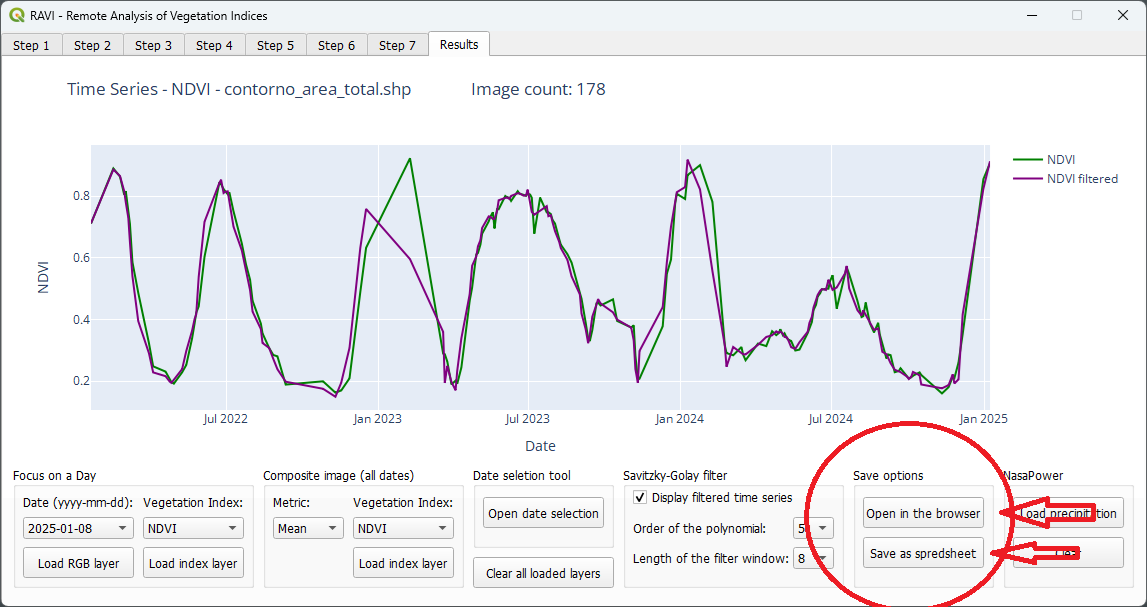 RAVI - Remote Analysis of Vegetation Indices
Step 1 Step 2 Step 3 Step 4 Step 5 Step 6 Step 7 Results
Time Series - NDVI - contorno_area_total.shp Image count: 178
NDVI
NDVI filtered
0.8
0.6
0.4
0.2
NDVI
Jul 2022 Jan 2023 Jul 2023 Jan 2024 Jul 2024 Jan 2025
Date
Focus on a Day
Date (yyyy-mm-dd): Vegetation Index:
2025-01-08 NDVI
Load RGB layer Load index layer
Composite image (all dates)
Metric: Vegetation Index:
Mean NDVI
Load index layer
Date seletion tool
Open date selection
Clear all loaded layers
Savitzky-Golay filter
Display filtered time series
Order of the polynomial: 5
Length of the filter window: 8
Save options
Open in the browser
Save as spredsheet
NasaPower
Load precipitation
Clear